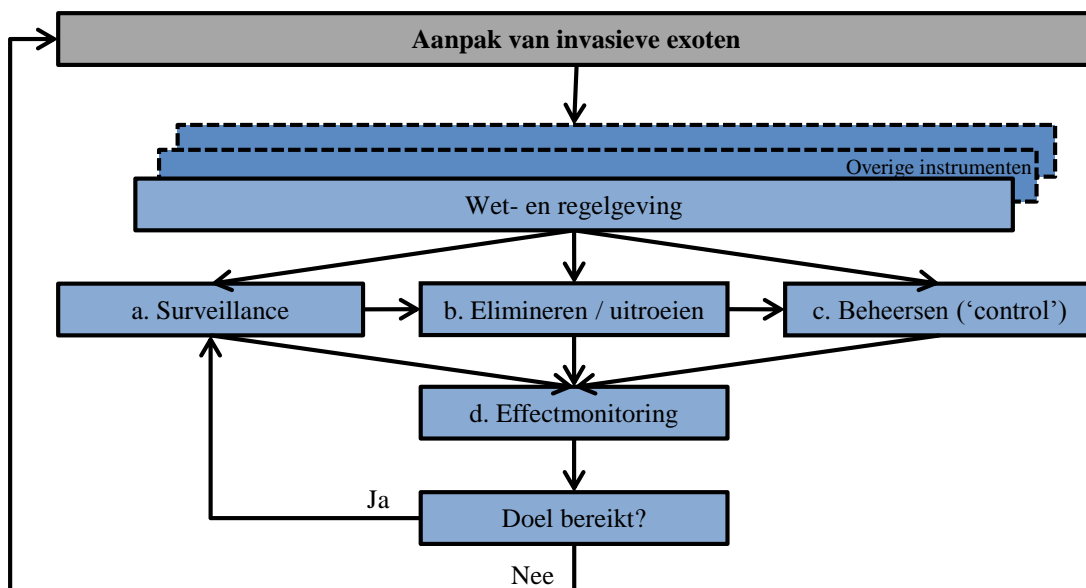 Aanpak van invasieve exoten
Overige instrumenten
Wet- en regelgeving
a. Surveillance
b. Elimineren / uitroeien
c. Beheersen (‘control’)
d. Effectmonitoring
Ja
Doel bereikt?
Nee